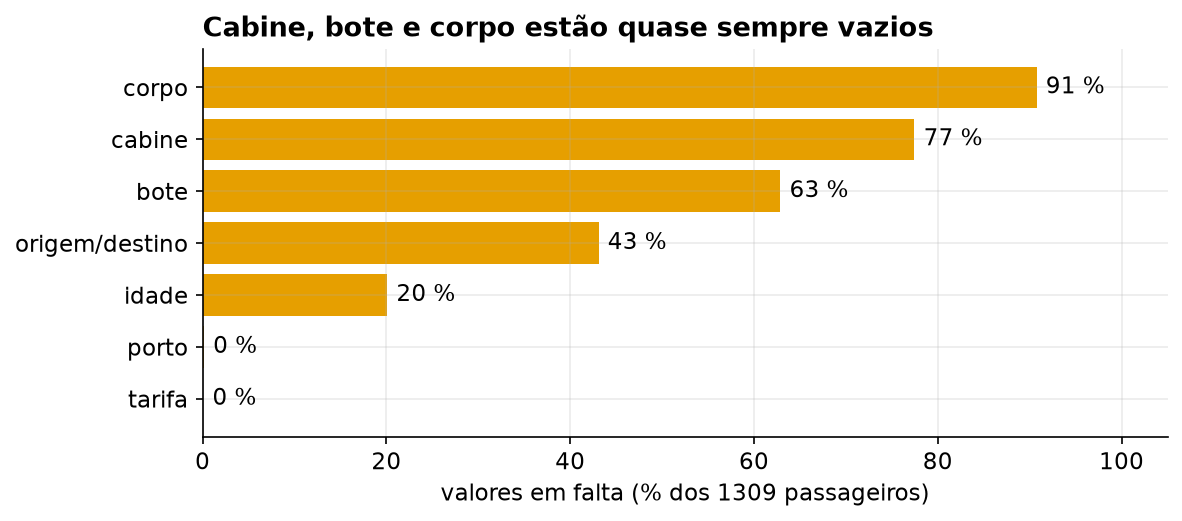 Cabine, bote e corpo estão quase sempre vazios
corpo 91 %
cabine 77 %
bote 63 %
origem/destino 43 %
idade 20 %
porto 0 %
tarifa 0 %
0 20 40 60 80 100
valores em falta (% dos 1309 passageiros)